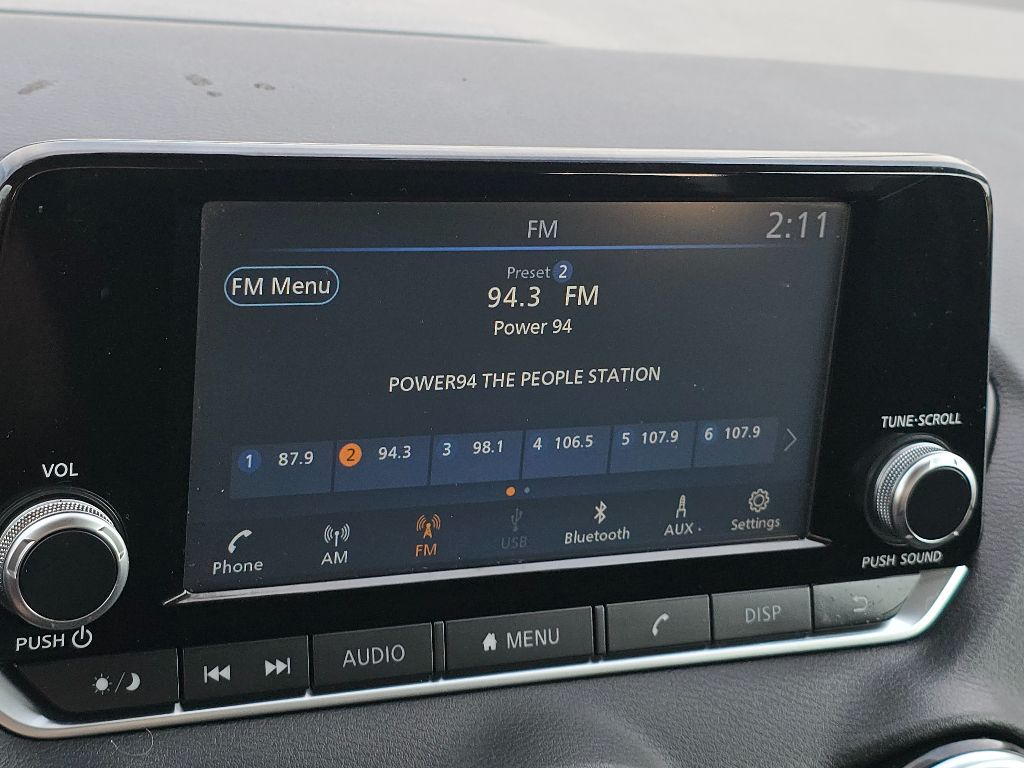 FM 2:11
FM Menu
Preset 2
94.3 FM
Power 94
POWER94 THE PEOPLE STATION
1 87.9 2 94.3 3 98.1 4 106.5 5 107.9 6 107.9
Phone AM FM USB Bluetooth AUX Settings
VOL
PUSH
TUNE·SCROLL
PUSH SOUND
AUDIO MENU DISP